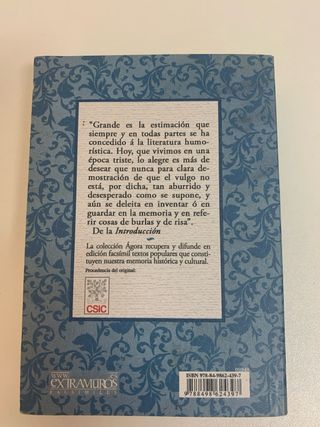 "Grande es la estimación que
siempre y en todas partes se ha
concedido á la literatura humo-
rística. Hoy, que vivimos en una
época triste, lo alegre es más de
desear que nunca para clara de-
mostración de que el vulgo no
está, por dicha, tan aburrido y
desesperado como se supone, y
aún se deleita en inventar ó en
guardar en la memoria y en refe-
rir cosas de burlas y de risa".
De la Introducción
La colección Ágora recupera y difunde en
edición facsímil textos populares que consti-
tuyen nuestra memoria histórica y cultural.
Procedencia del original:
CSIC
ISBN 978-84-9862-439-7
9788498624397
www. .es
EXTRAMUROS
FACSÍMILES